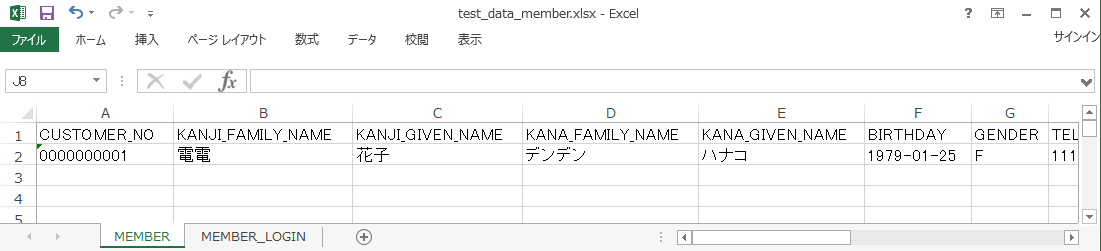 test_data_member.xlsx - Excel
ファイル ホーム 挿入 ページ レイアウト 数式 データ 校閲 表示 サインイン
J8
A B C D E F G
1 CUSTOMER_NO KANJI_FAMILY_NAME KANJI_GIVEN_NAME KANA_FAMILY_NAME KANA_GIVEN_NAME BIRTHDAY GENDER TEL
2 0000000001 電電 花子 デンデン ハナコ 1979-01-25 F 111
3
4
5
MEMBER MEMBER_LOGIN